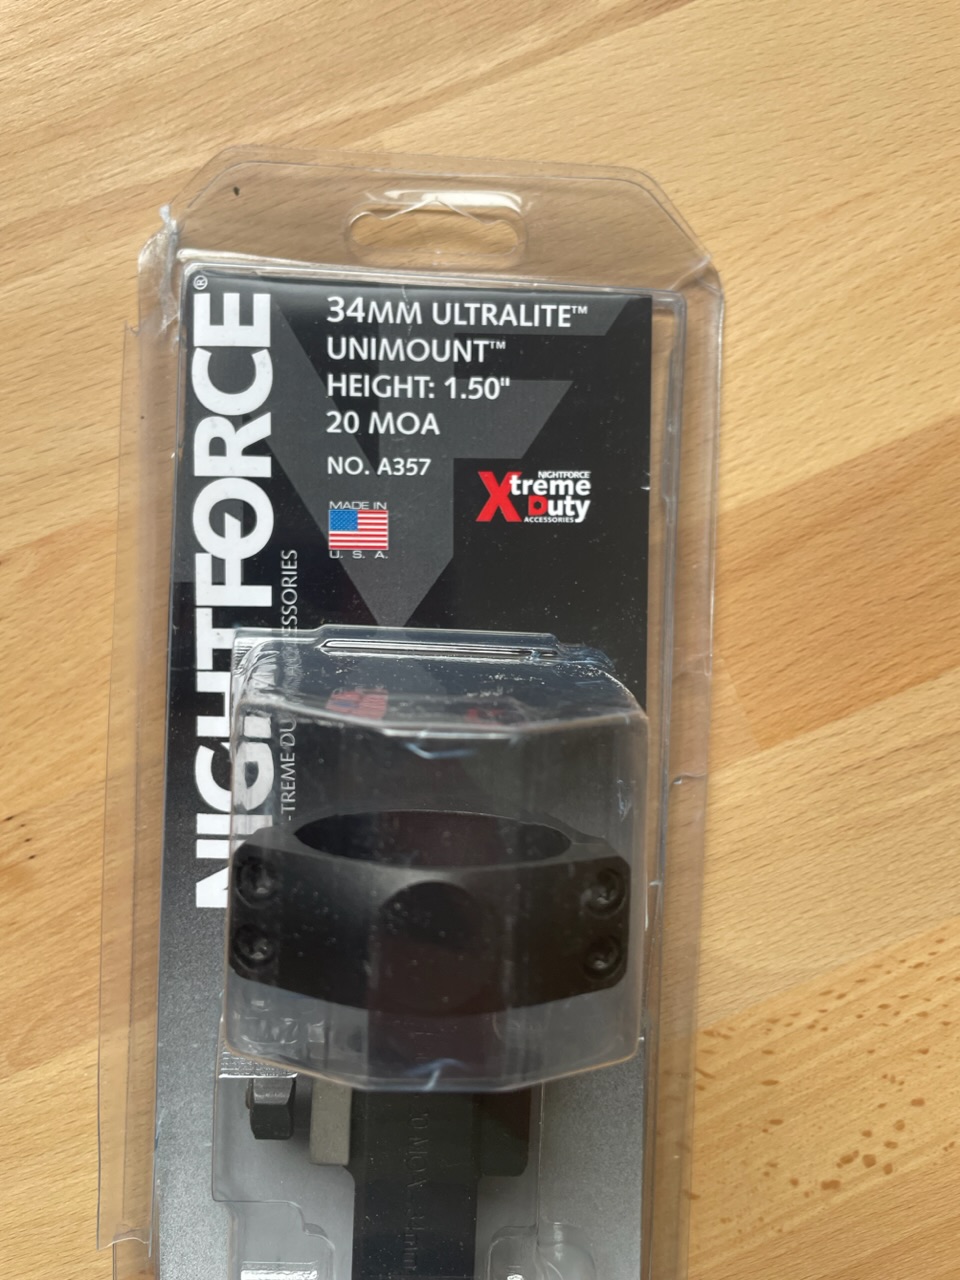 NIGHTFORCE®
34MM ULTRALITE™
UNIMOUNT™
HEIGHT: 1.50"
20 MOA
NO. A357
MADE IN
U. S. A.
NIGHTFORCE
Xtreme
Duty
ACCESSORIES